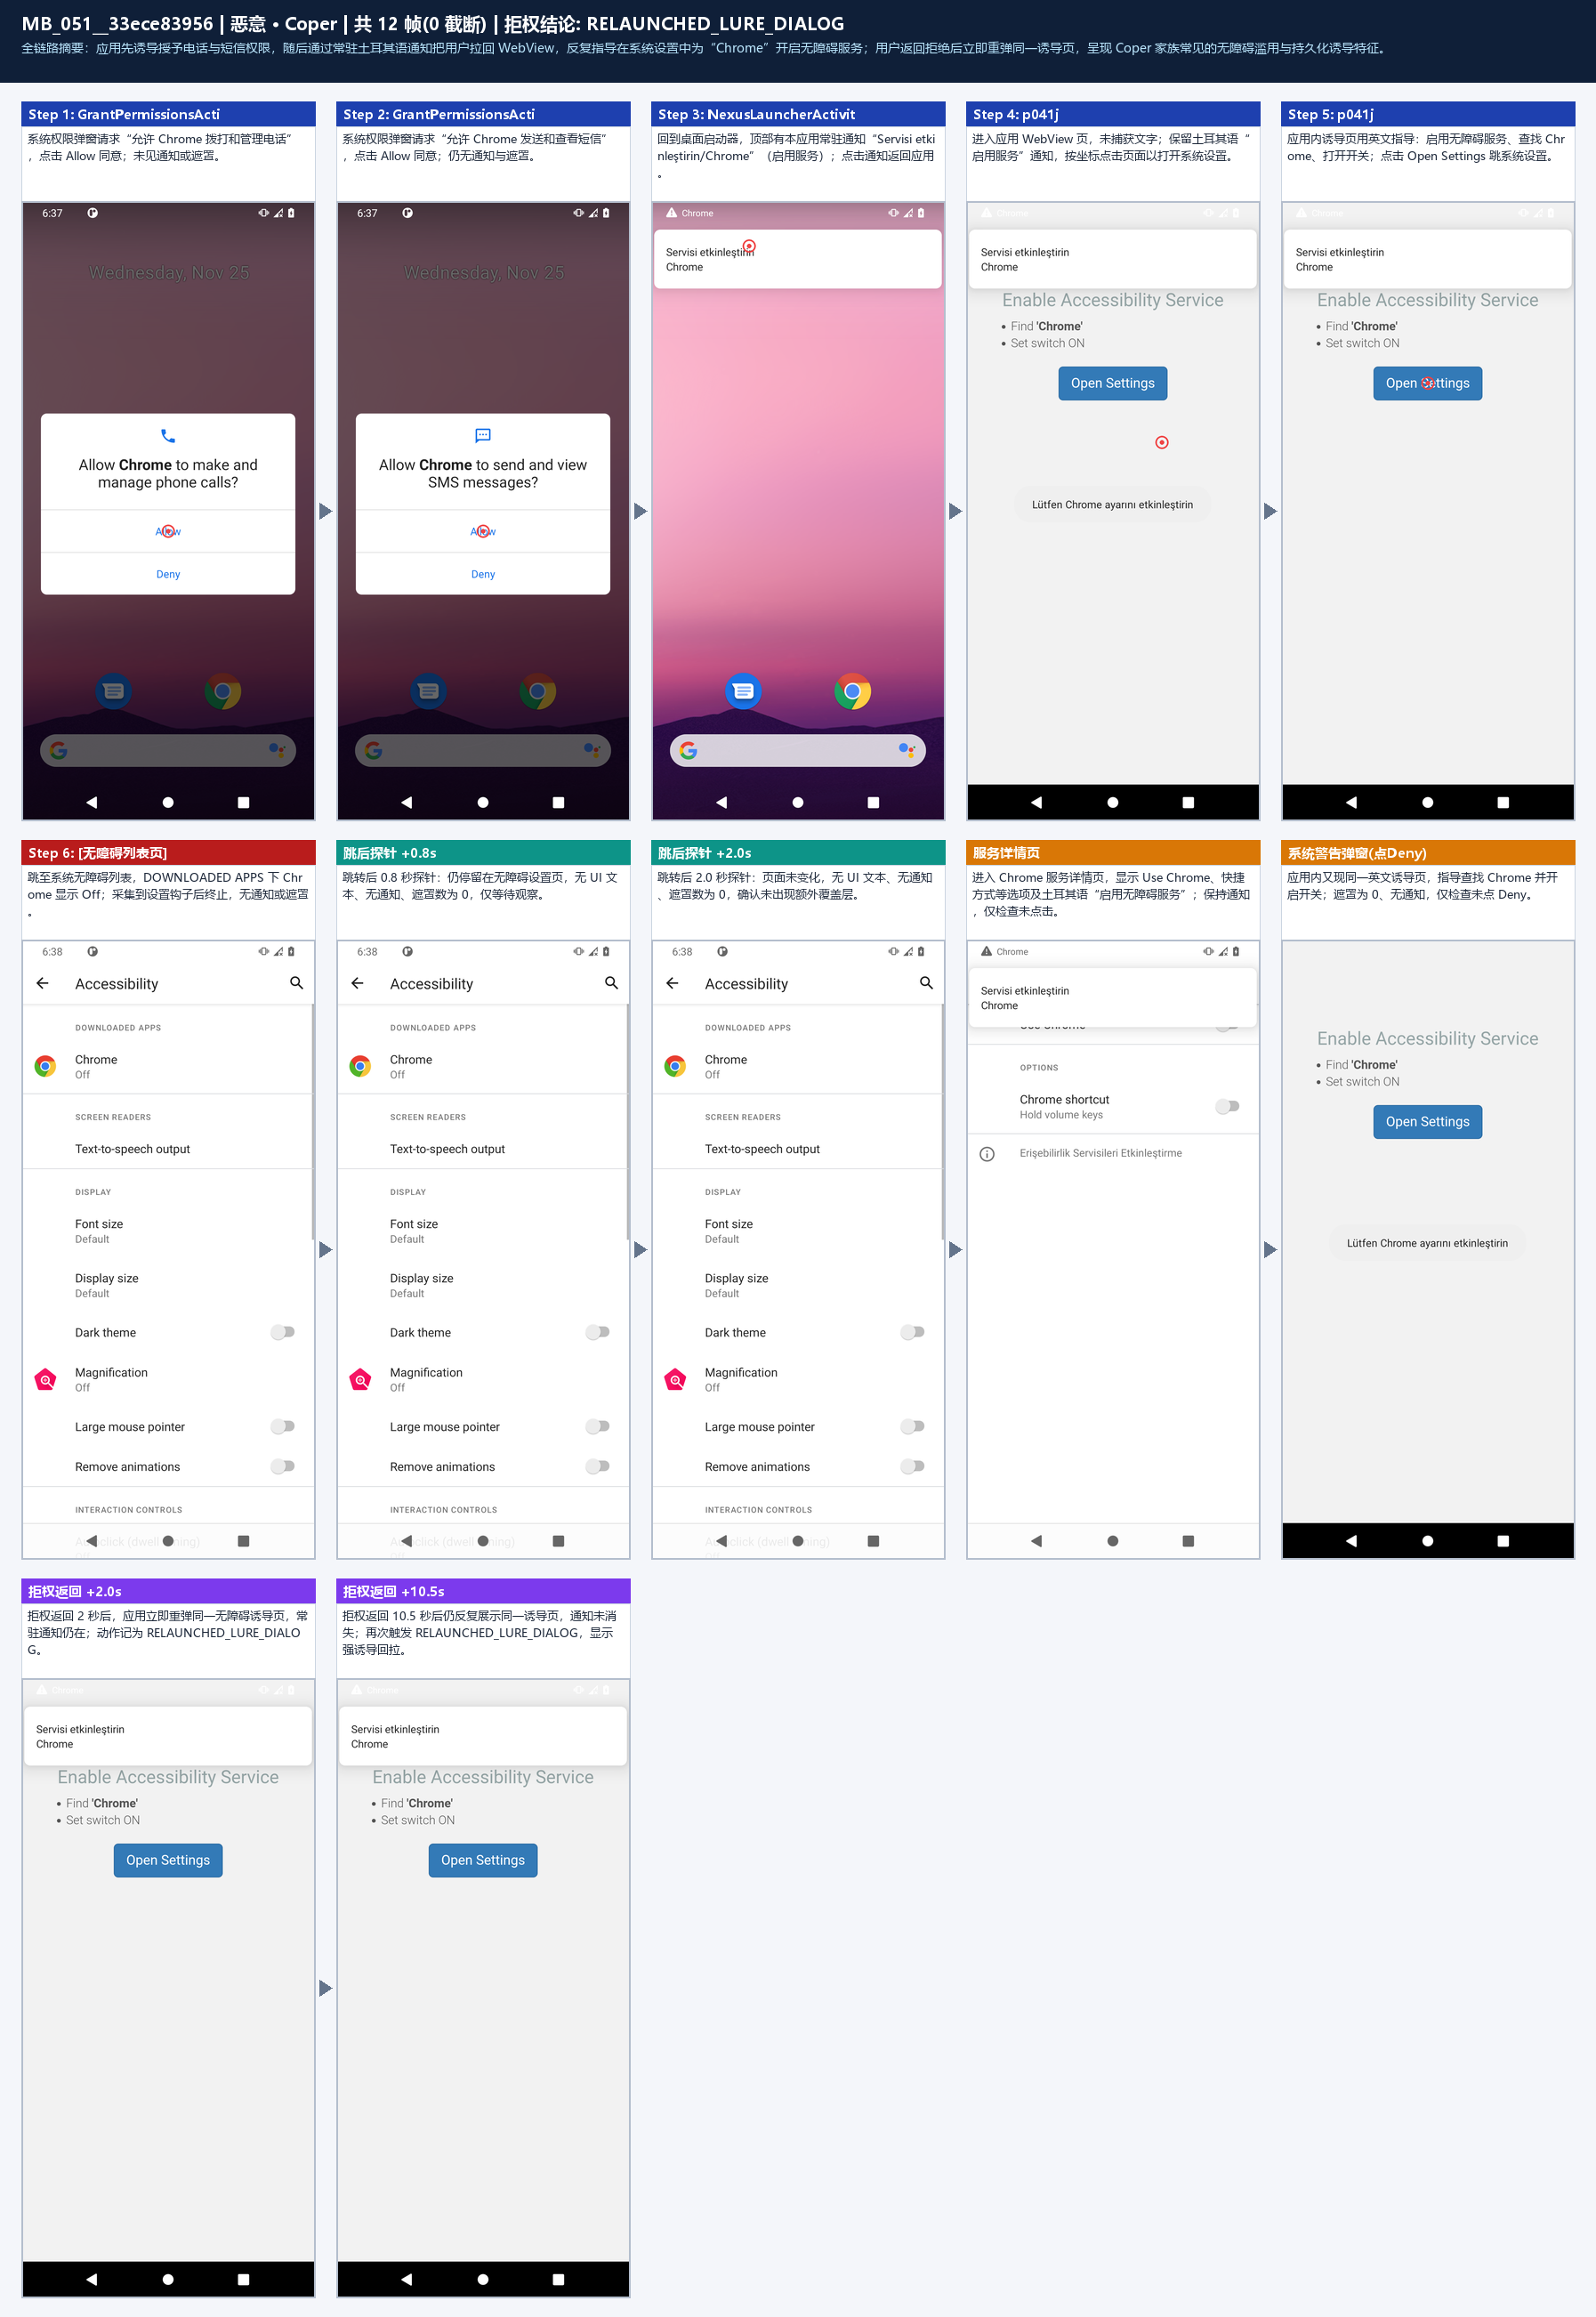 MB_051__33ece83956 | 恶意 • Coper | 共 12 帧(0 截断) | 拒权结论: RELAUNCHED_LURE_DIALOG
全链路摘要：应用先诱导授予电话与短信权限，随后通过常驻土耳其语通知把用户拉回 WebView，反复指导在系统设置中为“Chrome”开启无障碍服务；用户返回拒绝后立即重弹同一诱导页，呈现 Coper 家族常见的无障碍滥用与持久化诱导特征。
Step 1: GrantPermissionsActi
系统权限弹窗请求“允许 Chrome 拨打和管理电话”
，点击 Allow 同意；未见通知或遮罩。
6:37
Wednesday, Nov 25
Allow Chrome to make and
manage phone calls?
Allow
Deny
Step 2: GrantPermissionsActi
系统权限弹窗请求“允许 Chrome 发送和查看短信”
，点击 Allow 同意；仍无通知与遮罩。
6:37
Wednesday, Nov 25
Allow Chrome to send and view
SMS messages?
Allow
Deny
Step 3: NexusLauncherActivit
回到桌面启动器，顶部有本应用常驻通知“Servisi etki
nleştirin/Chrome”（启用服务）；点击通知返回应用
。
Chrome
Servisi etkinleştirin
Chrome
Step 4: p041j
进入应用 WebView 页，未捕获文字；保留土耳其语“
启用服务”通知，按坐标点击页面以打开系统设置。
Chrome
Servisi etkinleştirin
Chrome
Enable Accessibility Service
• Find 'Chrome'
• Set switch ON
Open Settings
Lütfen Chrome ayarını etkinleştirin
Step 5: p041j
应用内诱导页用英文指导：启用无障碍服务、查找 Chr
ome、打开开关；点击 Open Settings 跳系统设置。
Chrome
Servisi etkinleştirin
Chrome
Enable Accessibility Service
• Find 'Chrome'
• Set switch ON
Open Settings
Step 6: [无障碍列表页]
跳至系统无障碍列表，DOWNLOADED APPS 下 Chr
ome 显示 Off；采集到设置钩子后终止，无通知或遮罩
。
6:38
Accessibility
DOWNLOADED APPS
Chrome
Off
SCREEN READERS
Text-to-speech output
DISPLAY
Font size
Default
Display size
Default
Dark theme
Magnification
Off
Large mouse pointer
Remove animations
INTERACTION CONTROLS
跳后探针 +0.8s
跳转后 0.8 秒探针：仍停留在无障碍设置页，无 UI 文
本、无通知、遮罩数为 0，仅等待观察。
6:38
Accessibility
DOWNLOADED APPS
Chrome
Off
SCREEN READERS
Text-to-speech output
DISPLAY
Font size
Default
Display size
Default
Dark theme
Magnification
Off
Large mouse pointer
Remove animations
INTERACTION CONTROLS
跳后探针 +2.0s
跳转后 2.0 秒探针：页面未变化，无 UI 文本、无通知
、遮罩数为 0，确认未出现额外覆盖层。
6:38
Accessibility
DOWNLOADED APPS
Chrome
Off
SCREEN READERS
Text-to-speech output
DISPLAY
Font size
Default
Display size
Default
Dark theme
Magnification
Off
Large mouse pointer
Remove animations
INTERACTION CONTROLS
服务详情页
进入 Chrome 服务详情页，显示 Use Chrome、快捷
方式等选项及土耳其语“启用无障碍服务”；保持通知
，仅检查未点击。
Chrome
Servisi etkinleştirin
Chrome
Use Chrome
OPTIONS
Chrome shortcut
Hold volume keys
Erişebilirlik Servisileri Etkinleştirme
系统警告弹窗(点Deny)
应用内又现同一英文诱导页，指导查找 Chrome 并开
启开关；遮罩为 0、无通知，仅检查未点 Deny。
Enable Accessibility Service
• Find 'Chrome'
• Set switch ON
Open Settings
Lütfen Chrome ayarını etkinleştirin
拒权返回 +2.0s
拒权返回 2 秒后，应用立即重弹同一无障碍诱导页，常
驻通知仍在；动作记为 RELAUNCHED_LURE_DIALO
G。
Chrome
Servisi etkinleştirin
Chrome
Enable Accessibility Service
• Find 'Chrome'
• Set switch ON
Open Settings
拒权返回 +10.5s
拒权返回 10.5 秒后仍反复展示同一诱导页，通知未消
失；再次触发 RELAUNCHED_LURE_DIALOG，显示
强诱导回拉。
Chrome
Servisi etkinleştirin
Chrome
Enable Accessibility Service
• Find 'Chrome'
• Set switch ON
Open Settings